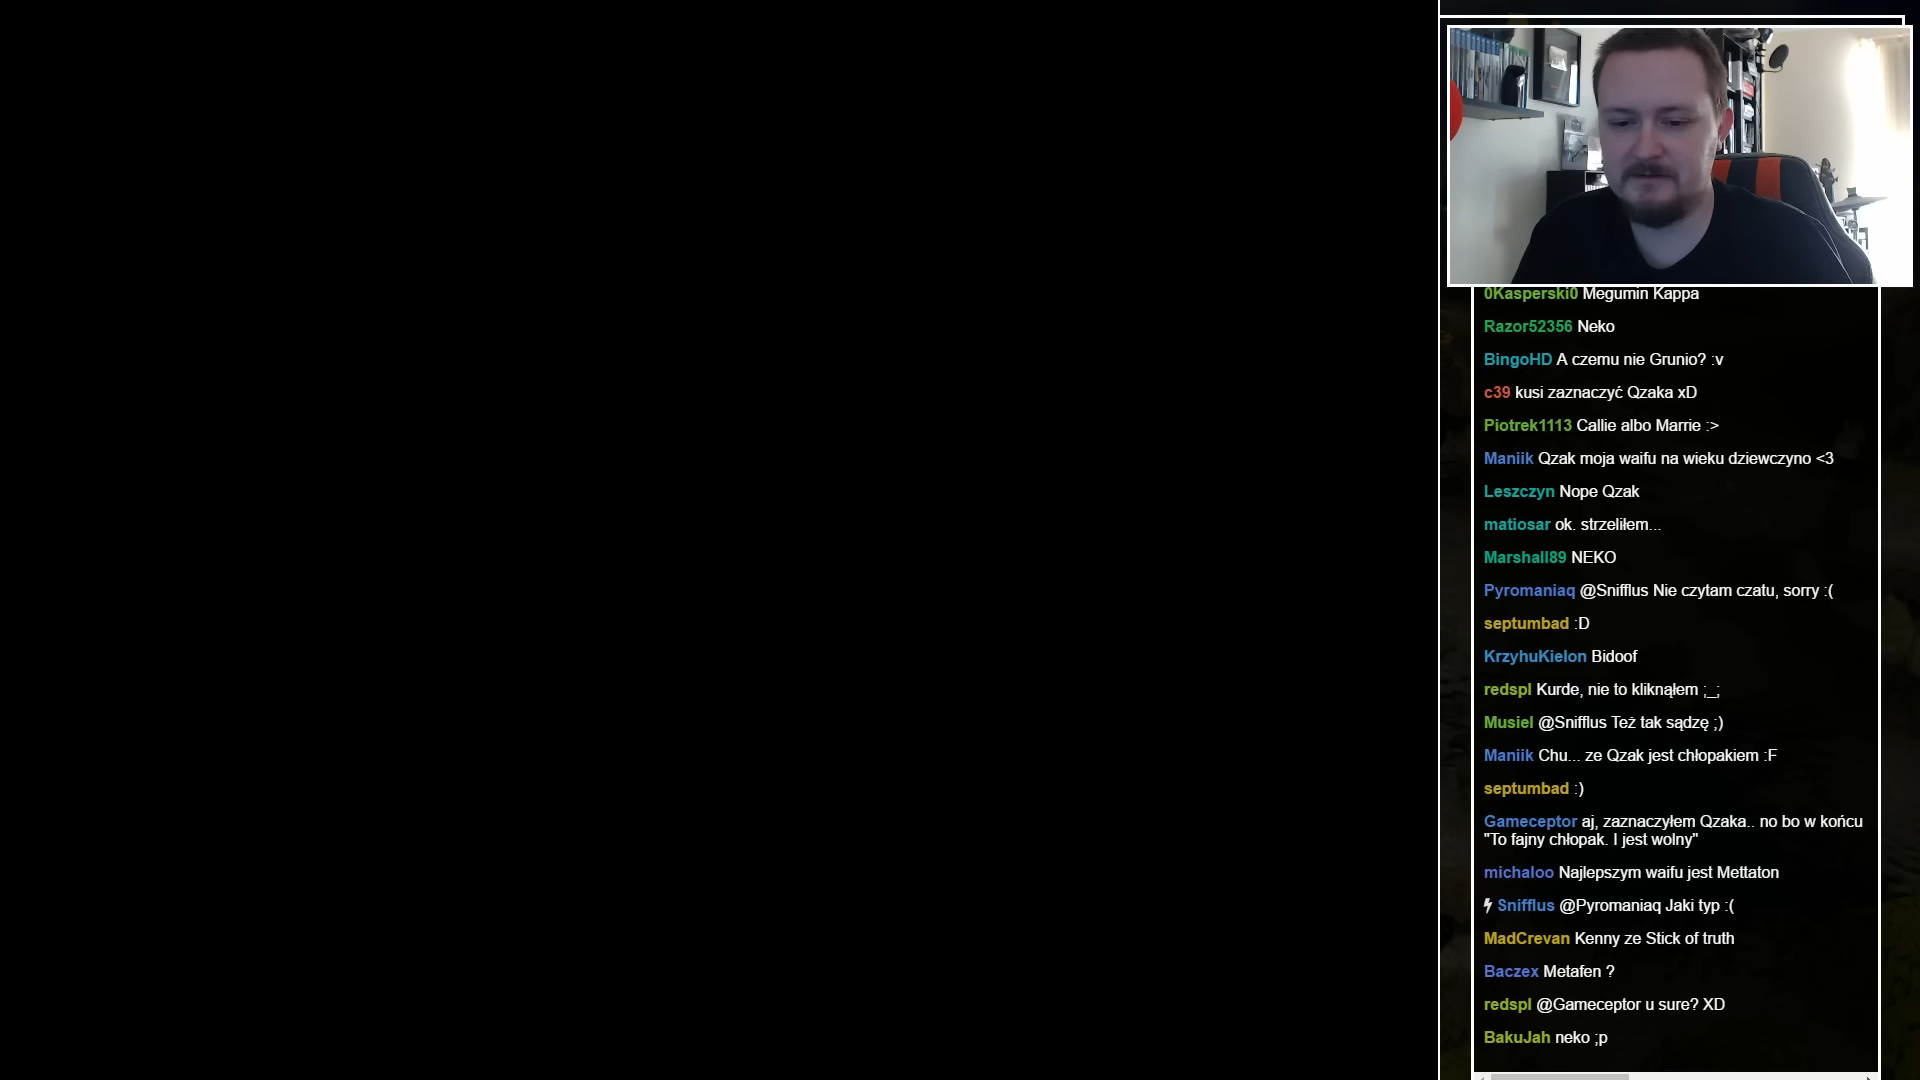 0Kasperski0 Megumin Kappa
Razor52356 Neko
BingoHD A czemu nie Grunio? :v
c39 kusi zaznaczyć Qzaka xD
Piotrek1113 Callie albo Marrie :>
Maniik Qzak moja waifu na wieku dziewczyno <3
Leszczyn Nope Qzak
matiosar ok. strzeliłem...
Marshall89 NEKO
Pyromaniaq @Snifflus Nie czytam czatu, sorry :(
septumbad :D
KrzyhuKielon Bidoof
redspl Kurde, nie to kliknąłem ;_;
Musiel @Snifflus Też tak sądzę ;)
Maniik Chu... ze Qzak jest chłopakiem :F
septumbad :)
Gameceptor aj, zaznaczyłem Qzaka.. no bo w końcu
"To fajny chłopak. I jest wolny"
michaloo Najlepszym waifu jest Mettaton
Snifflus @Pyromaniaq Jaki typ :(
MadCrevan Kenny ze Stick of truth
Baczex Metafen ?
redspl @Gameceptor u sure? XD
BakuJah neko ;p